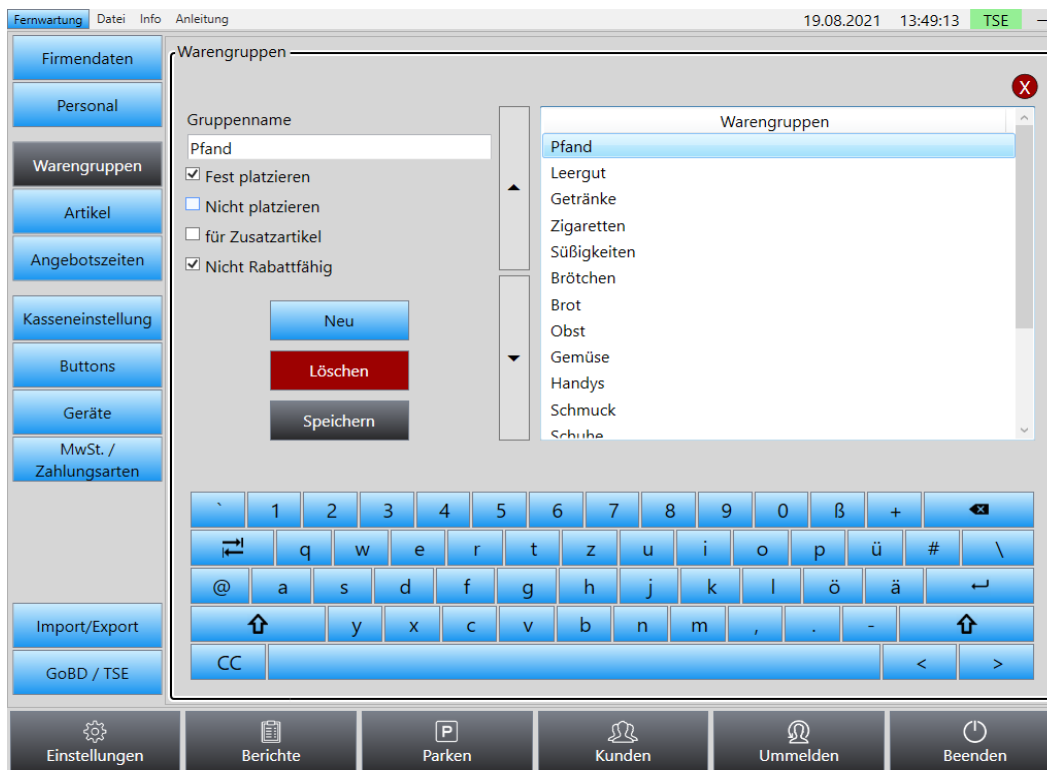 Fernwartung Datei Info Anleitung 19.08.2021 13:49:13 TSE
Firmendaten
Personal
Warengruppen
Artikel
Angebotszeiten
Kasseneinstellung
Buttons
Geräte
MwSt. /
Zahlungsarten
Import/Export
GoBD / TSE
Warengruppen
X
Gruppenname
Pfand
Fest platzieren
Nicht platzieren
für Zusatzartikel
Nicht Rabattfähig
Neu
Löschen
Speichern
Warengruppen
Pfand
Leergut
Getränke
Zigaretten
Süßigkeiten
Brötchen
Brot
Obst
Gemüse
Handys
Schmuck
Schuhe
` 1 2 3 4 5 6 7 8 9 0 ß +
q w e r t z u i o p ü # \
@ a s d f g h j k l ö ä
y x c v b n m , . -
CC < >
Einstellungen Berichte P Parken Kunden Ummelden Beenden